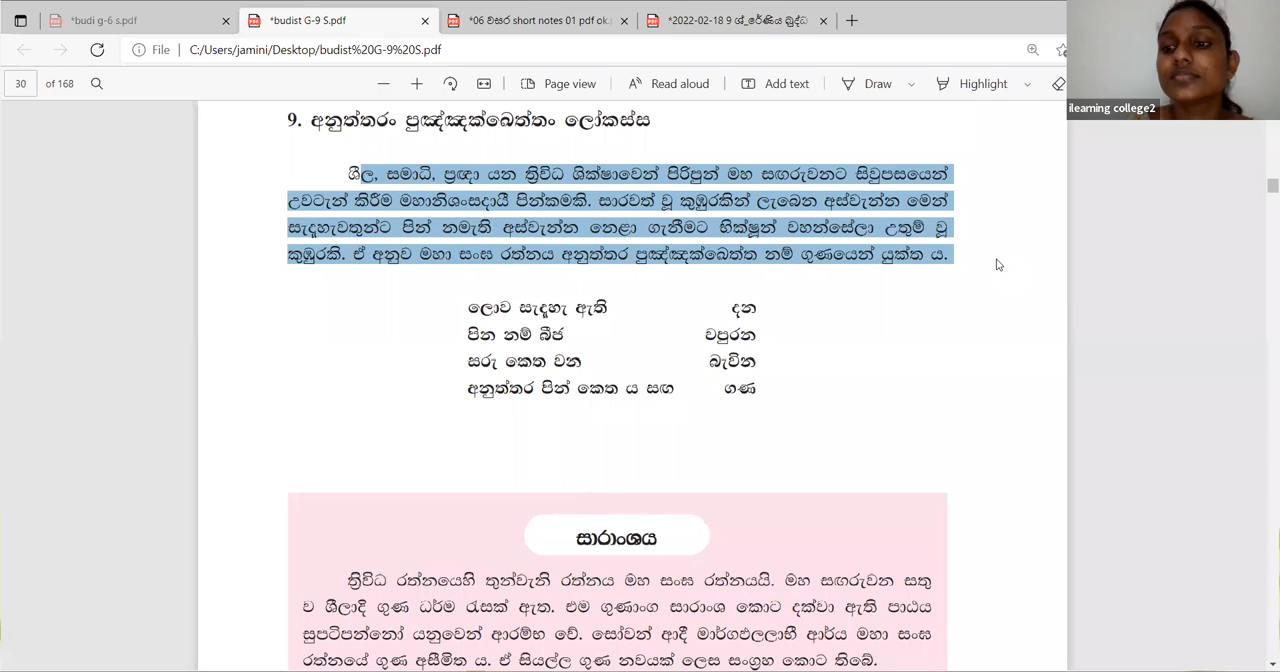 *budi g-6 s.pdf
*budist G-9 S.pdf
*06 වසර short notes 01 pdf ok.p
*2022-02-18 9 ශ්‍රේණිය බුද්ධ
File
C:/Users/jamini/Desktop/budist%20G-9%20S.pdf
30 of 168
Page view
Read aloud
Add text
Draw
Highlight
ilearning college2
9. අනුත්තරං පුඤ්ඤක්ඛෙත්තං ලෝකස්ස
ශීල, සමාධි, ප්‍රඥා යන ත්‍රිවිධ ශික්ෂාවෙන් පිරිපුන් මහ සඟරුවනට සිවුපසයෙන්
උවටැන් කිරීම මහානිශංසදායී පින්කමකි. සාරවත් වූ කුඹුරකින් ලැබෙන අස්වැන්න මෙන්
සැදැහැවතුන්ට පින් නමැති අස්වැන්න නෙළා ගැනීමට භික්ෂූන් වහන්සේලා උතුම් වූ
කුඹුරකි. ඒ අනුව මහා සංඝ රත්නය අනුත්තර පුඤ්ඤක්ඛෙත්ත නම් ගුණයෙන් යුක්ත ය.
ලොව සැදැහැ ඇති දන
පින නම් බීජ වපුරන
සරු කෙත වන බැවින
අනුත්තර පින් කෙත ය සඟ ගණ
සාරාංශය
ත්‍රිවිධ රත්නයෙහි තුන්වැනි රත්නය මහ සංඝ රත්නයයි. මහ සඟරුවන සතු
ව ශීලාදි ගුණ ධර්ම රැසක් ඇත. එම ගුණාංග සාරාංශ කොට දක්වා ඇති පාඨය
සුපටිපන්නෝ යනුවෙන් ආරම්භ වේ. සෝවන් ආදී මාර්ගඵලලාභී ආර්ය මහා සංඝ
රත්නයේ ගුණ අසීමිත ය. ඒ සියල්ල ගුණ නවයක් ලෙස සංග්‍රහ කොට තිබේ.